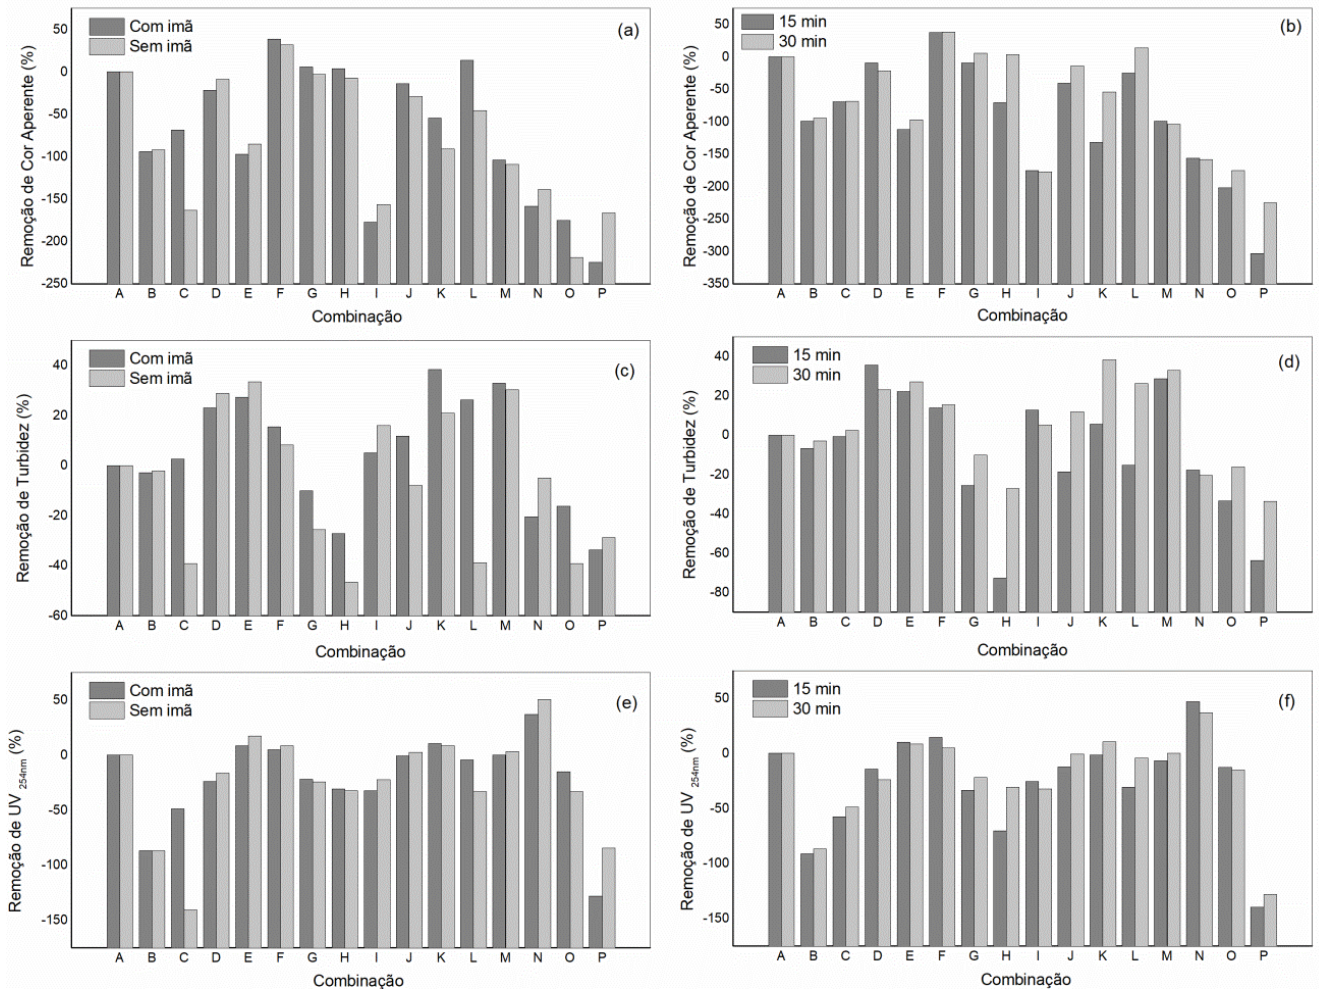 Com imã
Sem imã
(a)
Remoção de Cor Aperente (%)
50
0
-50
-100
-150
-200
-250
A B C D E F G H I J K L M N O P
Combinação
15 min
30 min
(b)
Remoção de Cor Aperente (%)
50
0
-50
-100
-150
-200
-250
-300
-350
A B C D E F G H I J K L M N O P
Combinação
Com imã
Sem imã
(c)
Remoção de Turbidez (%)
40
20
0
-20
-40
-60
A B C D E F G H I J K L M N O P
Combinação
15 min
30 min
(d)
Remoção de Turbidez (%)
40
20
0
-20
-40
-60
-80
A B C D E F G H I J K L M N O P
Combinação
Com imã
Sem imã
(e)
Remoção de UV 254nm (%)
50
0
-50
-100
-150
A B C D E F G H I J K L M N O P
Combinação
15 min
30 min
(f)
Remoção de UV 254nm (%)
50
0
-50
-100
-150
A B C D E F G H I J K L M N O P
Combinação